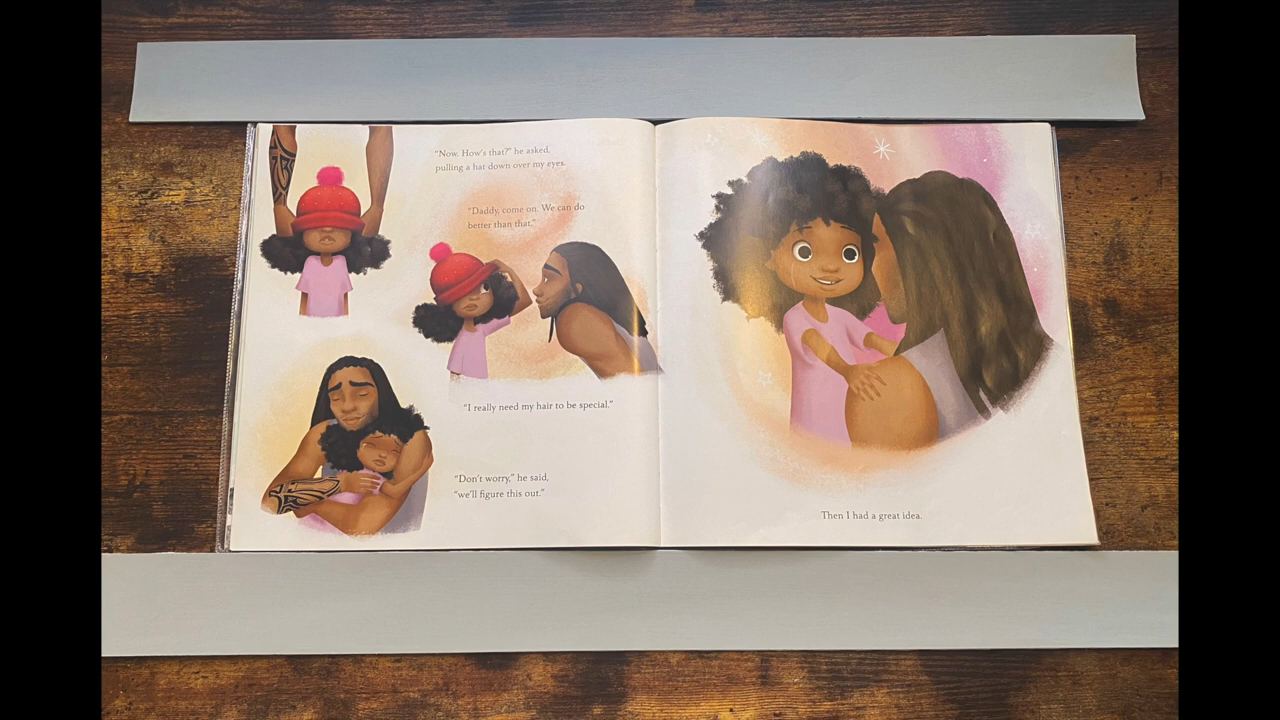 “Now. How’s that?” he asked,
pulling a hat down over my eyes.
“Daddy, come on. We can do
better than that.”
“I really need my hair to be special.”
“Don’t worry,” he said,
“we’ll figure this out.”
Then I had a great idea.